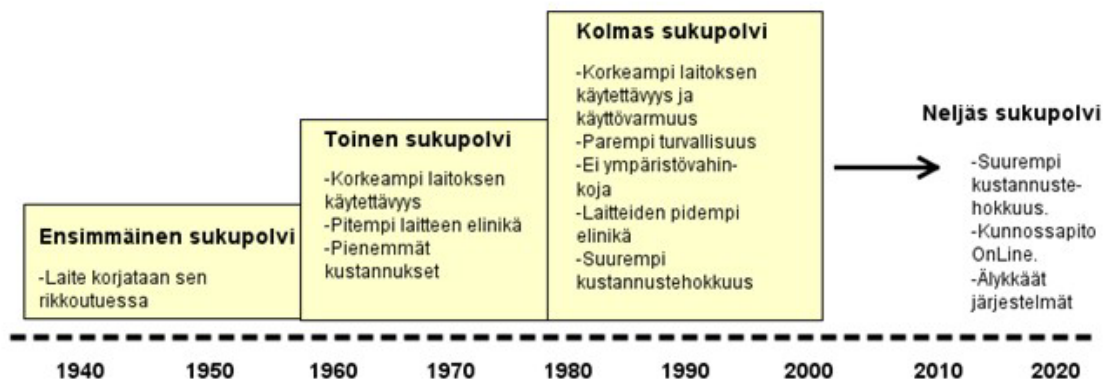 Ensimmäinen sukupolvi
-Laite korjataan sen
rikkoutuessa
Toinen sukupolvi
-Korkeampi laitoksen
käytettävyys
-Pitempi laitteen elinikä
-Pienemmät
kustannukset
Kolmas sukupolvi
-Korkeampi laitoksen
käytettävyys ja
käyttövarmuus
-Parempi turvallisuus
-Ei ympäristövahin-
koja
-Laitteiden pidempi
elinikä
-Suurempi
kustannustehokkuus
Neljäs sukupolvi
-Suurempi
kustannuste-
hokkuus.
-Kunnossapito
OnLine.
-Älykkäät
järjestelmät
1940 1950 1960 1970 1980 1990 2000 2010 2020